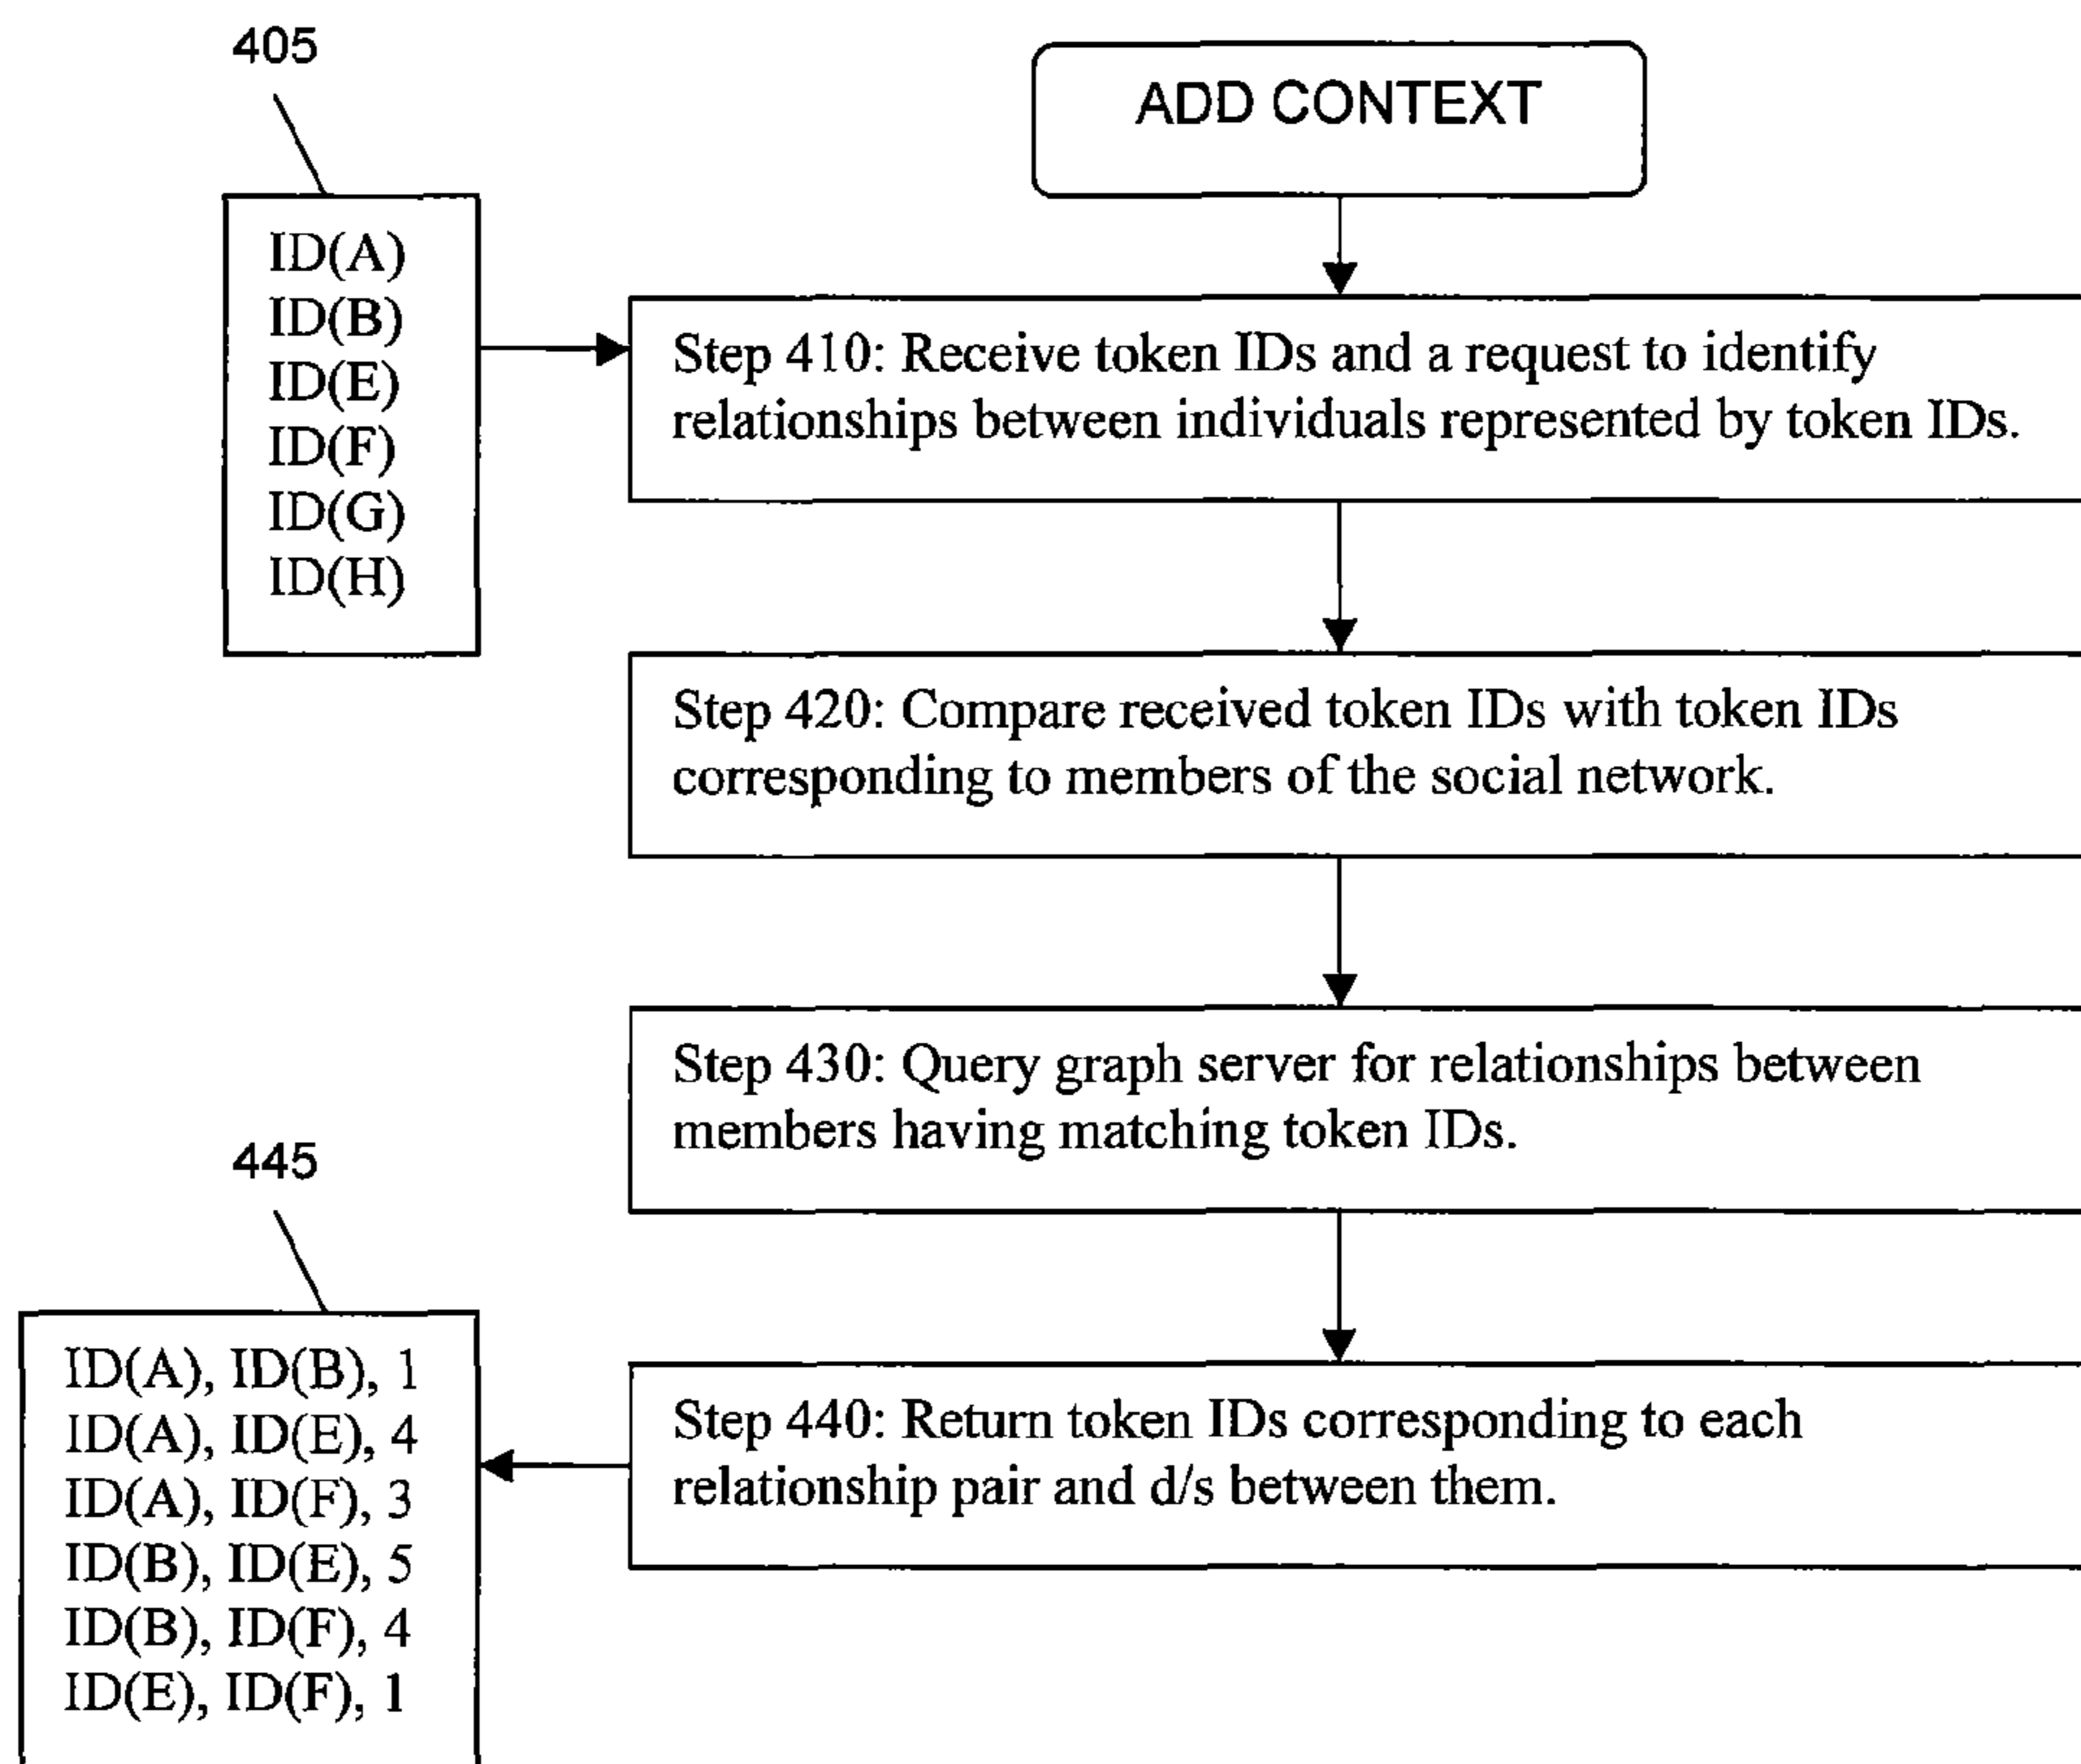 405
ADD CONTEXT
ID(A)
ID(B)
ID(E)
ID(F)
ID(G)
ID(H)
Step 410: Receive token IDs and a request to identify
relationships between individuals represented by token IDs.
Step 420: Compare received token IDs with token IDs
corresponding to members of the social network.
Step 430: Query graph server for relationships between
members having matching token IDs.
445
ID(A), ID(B), 1
ID(A), ID(E), 4
ID(A), ID(F), 3
ID(B), ID(E), 5
ID(B), ID(F), 4
ID(E), ID(F), 1
Step 440: Return token IDs corresponding to each
relationship pair and d/s between them.